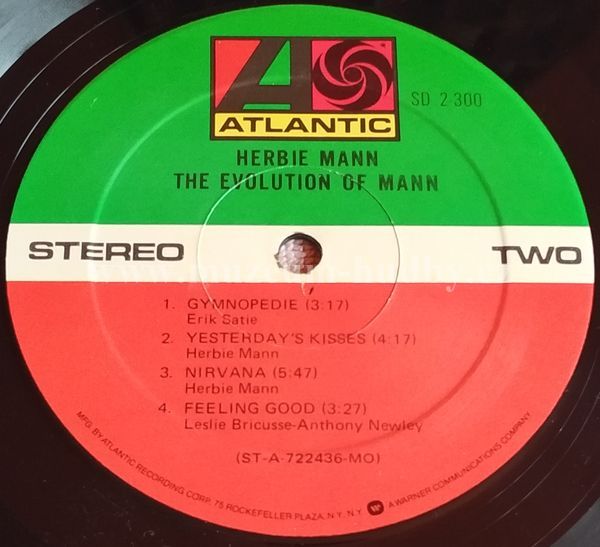 ATLANTIC
SD 2-300
HERBIE MANN
THE EVOLUTION OF MANN
STEREO
TWO
1. GYMNOPEDIE (3:17)
Erik Satie
2. YESTERDAY'S KISSES (4:17)
Herbie Mann
3. NIRVANA (5:47)
Herbie Mann
4. FEELING GOOD (3:27)
Leslie Bricusse-Anthony Newley
(ST-A-722436-MO)
MFG. BY ATLANTIC RECORDING CORP. 75 ROCKEFELLER PLAZA, N.Y. N.Y. A WARNER COMMUNICATIONS COMPANY